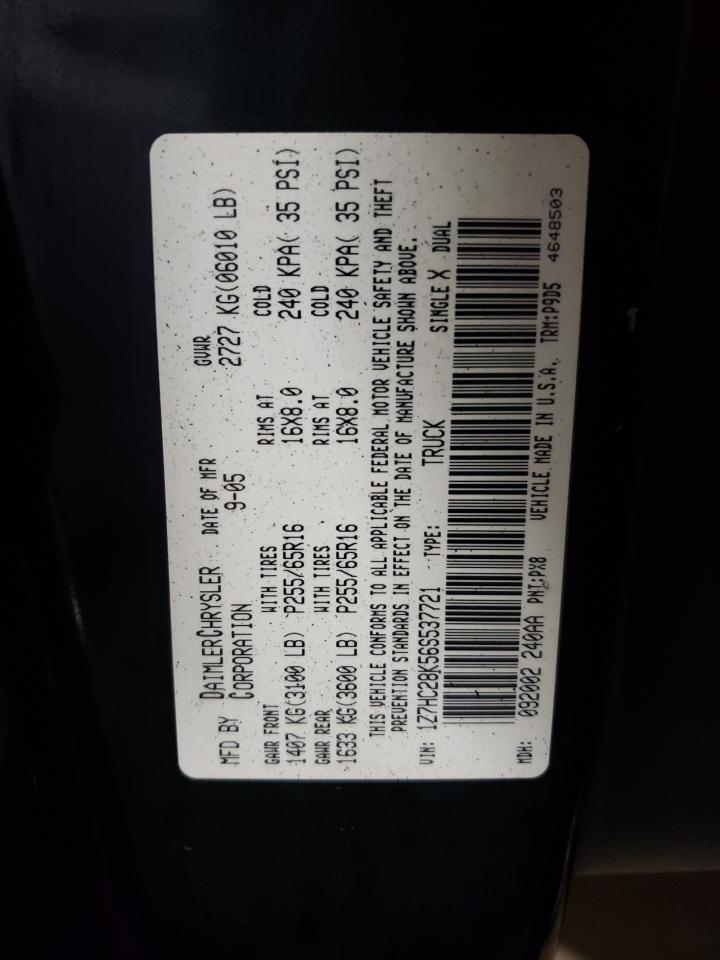 MFD BY DAIMLERCHRYSLER DATE OF MFR GVWR
CORPORATION 9-05 2727 KG(06010 LB)
GAWR FRONT WITH TIRES RIMS AT COLD
1407 KG(3100 LB) P255/65R16 16X8.0 240 KPA( 35 PSI)
GAWR REAR WITH TIRES RIMS AT COLD
1633 KG(3600 LB) P255/65R16 16X8.0 240 KPA( 35 PSI)
THIS VEHICLE CONFORMS TO ALL APPLICABLE FEDERAL MOTOR VEHICLE SAFETY AND THEFT
PREVENTION STANDARDS IN EFFECT ON THE DATE OF MANUFACTURE SHOWN ABOVE.
VIN: 1Z7HC28K56S537721 TYPE: TRUCK SINGLE X DUAL
MDH: 092002 240AA PNT:PX8 VEHICLE MADE IN U.S.A. TRM:P9D5
4648503